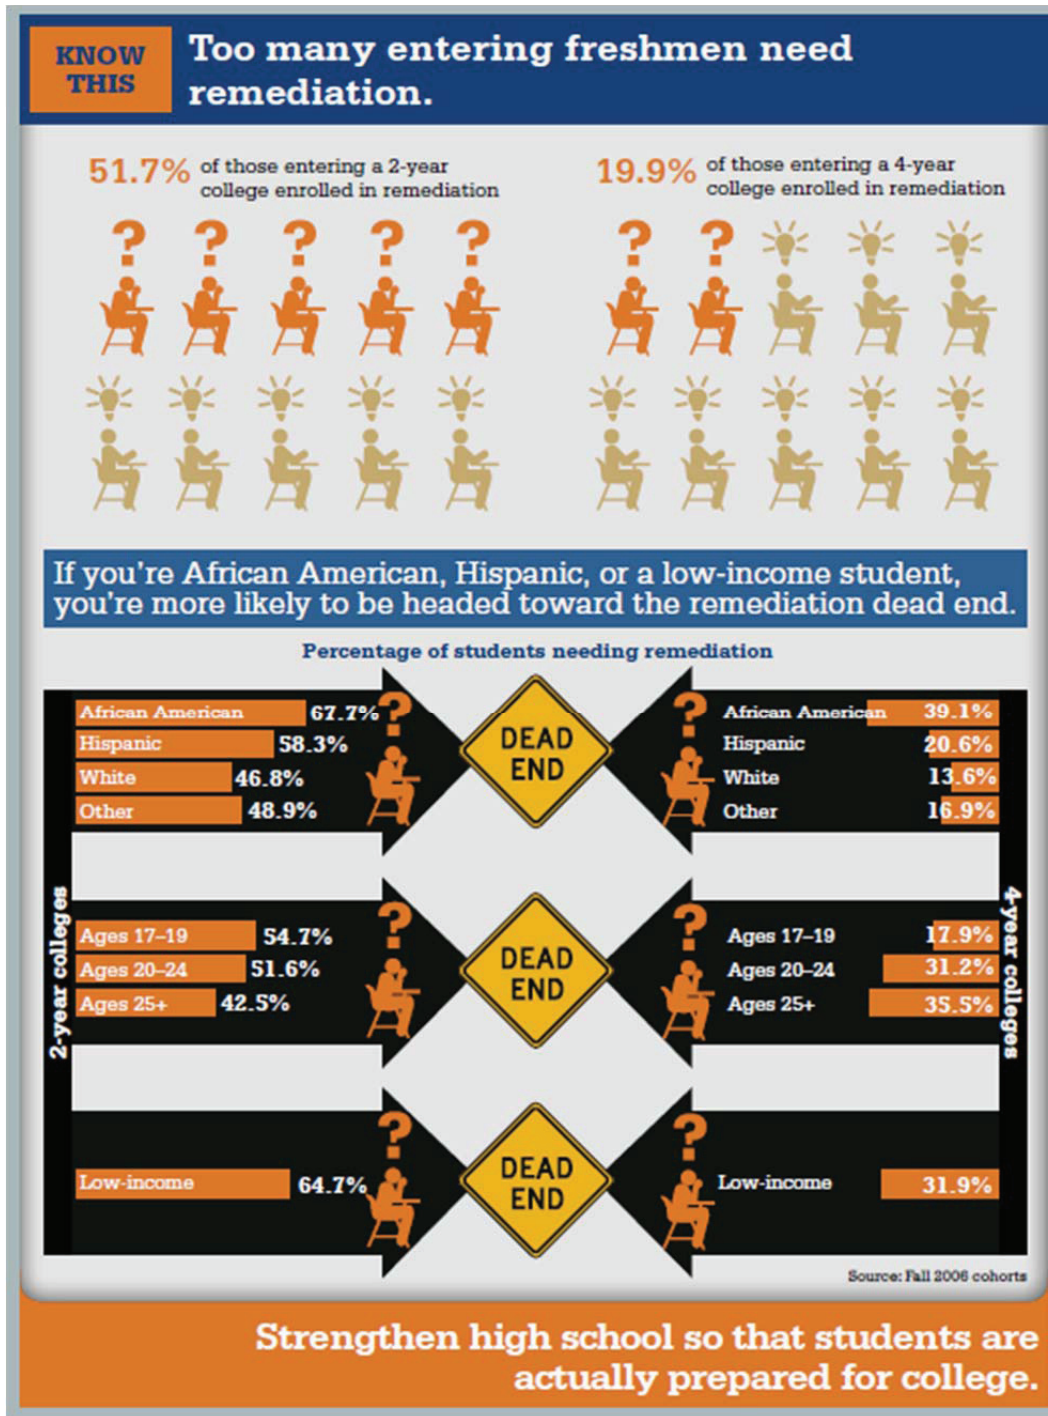 KNOW
THIS
Too many entering freshmen need
remediation.
51.7% of those entering a 2-year
college enrolled in remediation
19.9% of those entering a 4-year
college enrolled in remediation
? ? ? ? ?
? ?
If you're African American, Hispanic, or a low-income student,
you're more likely to be headed toward the remediation dead end.
Percentage of students needing remediation
2-year colleges
African American 67.7%
Hispanic 58.3%
White 46.8%
Other 48.9%
?
DEAD
END
?
African American 39.1%
Hispanic 20.6%
White 13.6%
Other 16.9%
4-year colleges
Ages 17–19 54.7%
Ages 20–24 51.6%
Ages 25+ 42.5%
?
DEAD
END
?
Ages 17–19 17.9%
Ages 20–24 31.2%
Ages 25+ 35.5%
Low-income 64.7%
?
DEAD
END
?
Low-income 31.9%
Source: Fall 2006 cohorts
Strengthen high school so that students are
actually prepared for college.